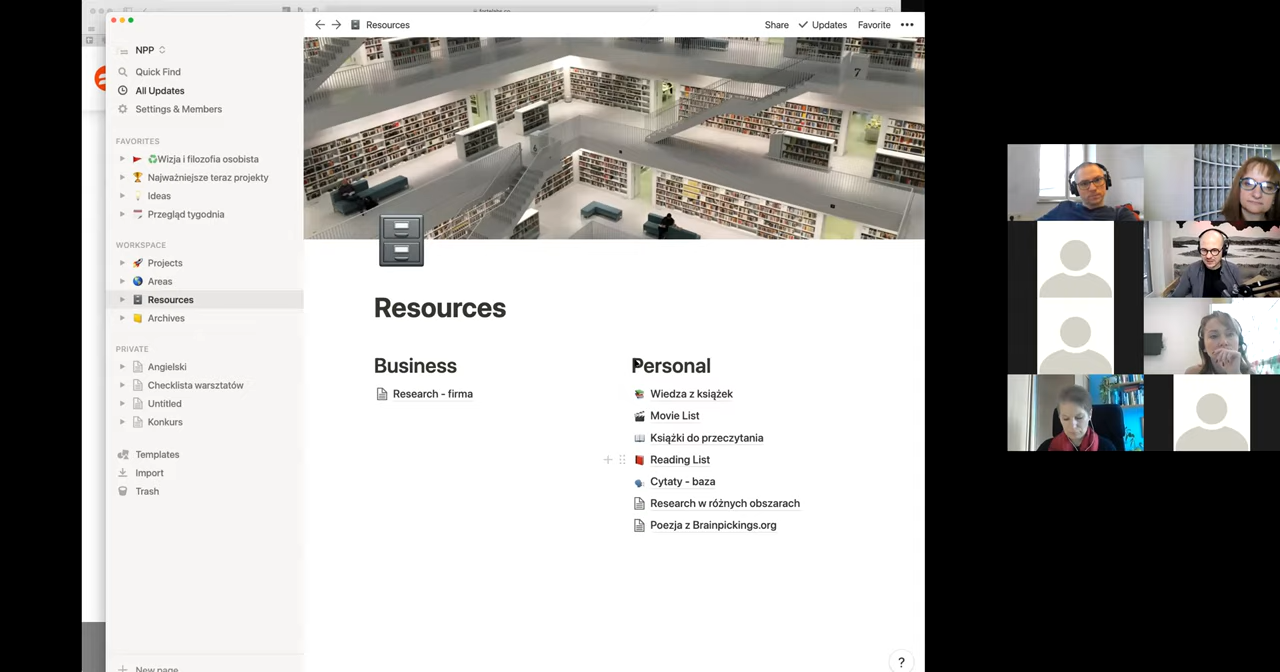 Resources
Share
Updates
Favorite
NPP
Quick Find
All Updates
Settings & Members
FAVORITES
♻Wizja i filozofia osobista
Najważniejsze teraz projekty
Ideas
Przegląd tygodnia
WORKSPACE
Projects
Areas
Resources
Archives
PRIVATE
Angielski
Checklista warsztatów
Untitled
Konkurs
Templates
Import
Trash
New page
7
6
Resources
Business
Research - firma
Personal
Wiedza z książek
Movie List
Książki do przeczytania
Reading List
Cytaty - baza
Research w różnych obszarach
Poezja z Brainpickings.org
?